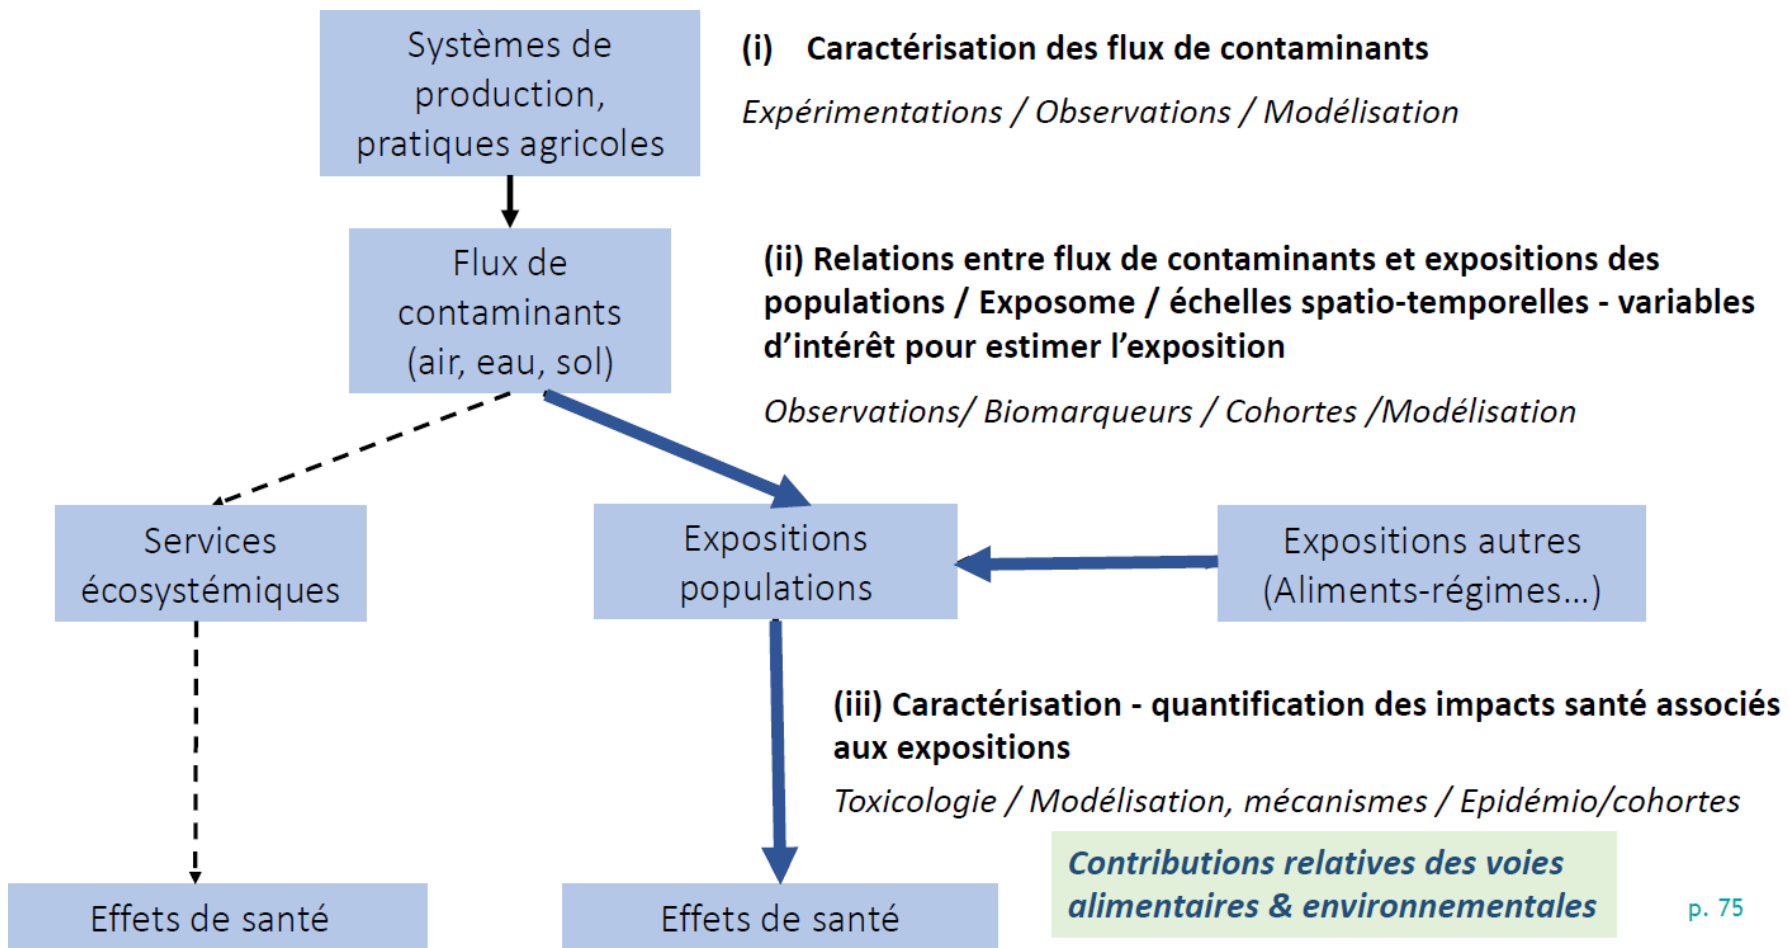 Systèmes de
production,
pratiques agricoles
(i) Caractérisation des flux de contaminants
Expérimentations / Observations / Modélisation
Flux de
contaminants
(air, eau, sol)
(ii) Relations entre flux de contaminants et expositions des
populations / Exposome / échelles spatio-temporelles - variables
d’intérêt pour estimer l’exposition
Observations/ Biomarqueurs / Cohortes /Modélisation
Services
écosystémiques
Expositions
populations
Expositions autres
(Aliments-régimes…)
(iii) Caractérisation - quantification des impacts santé associés
aux expositions
Toxicologie / Modélisation, mécanismes / Epidémio/cohortes
Contributions relatives des voies
alimentaires & environnementales
Effets de santé
Effets de santé
p. 75